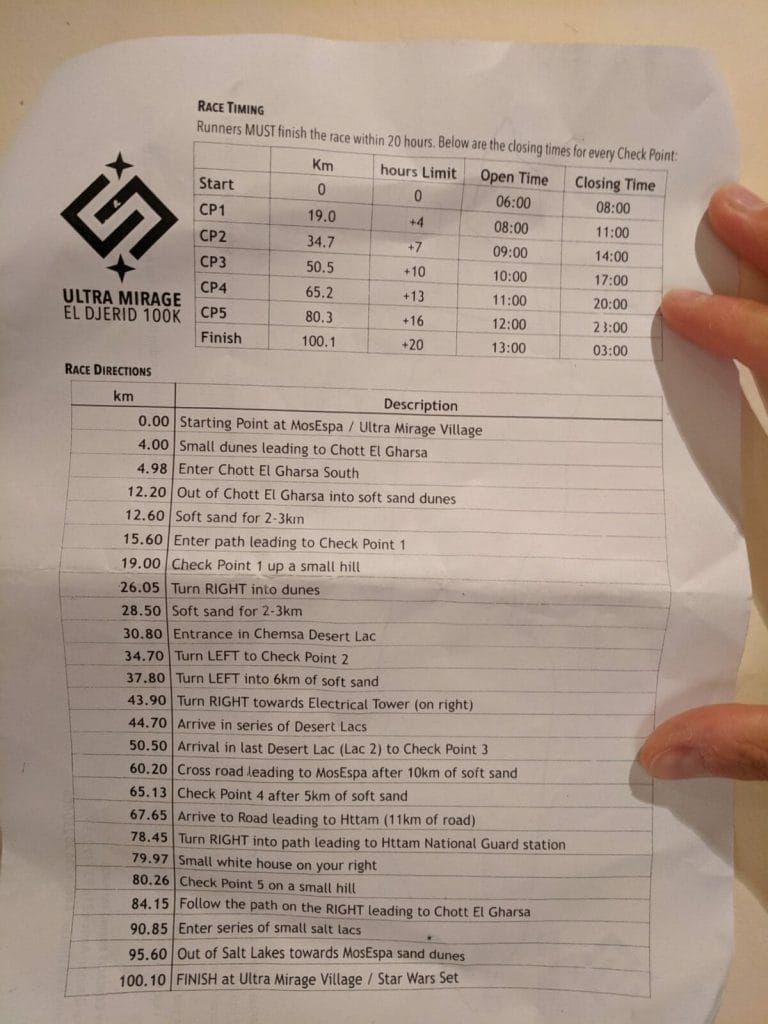 RACE TIMING
Runners MUST finish the race within 20 hours. Below are the closing times for every Check Point:
Km hours Limit Open Time Closing Time
Start 0 0 06:00 08:00
CP1 19.0 +4 08:00 11:00
CP2 34.7 +7 09:00 14:00
CP3 50.5 +10 10:00 17:00
CP4 65.2 +13 11:00 20:00
CP5 80.3 +16 12:00 23:00
Finish 100.1 +20 13:00 03:00
ULTRA MIRAGE
EL DJERID 100K
RACE DIRECTIONS
km Description
0.00 Starting Point at MosEspa / Ultra Mirage Village
4.00 Small dunes leading to Chott El Gharsa
4.98 Enter Chott El Gharsa South
12.20 Out of Chott El Gharsa into soft sand dunes
12.60 Soft sand for 2-3km
15.60 Enter path leading to Check Point 1
19.00 Check Point 1 up a small hill
26.05 Turn RIGHT into dunes
28.50 Soft sand for 2-3km
30.80 Entrance in Chemsa Desert Lac
34.70 Turn LEFT to Check Point 2
37.80 Turn LEFT into 6km of soft sand
43.90 Turn RIGHT towards Electrical Tower (on right)
44.70 Arrive in series of Desert Lacs
50.50 Arrival in last Desert Lac (Lac 2) to Check Point 3
60.20 Cross road leading to MosEspa after 10km of soft sand
65.13 Check Point 4 after 5km of soft sand
67.65 Arrive to Road leading to Httam (11km of road)
78.45 Turn RIGHT into path leading to Httam National Guard station
79.97 Small white house on your right
80.26 Check Point 5 on a small hill
84.15 Follow the path on the RIGHT leading to Chott El Gharsa
90.85 Enter series of small salt lacs
95.60 Out of Salt Lakes towards MosEspa sand dunes
100.10 FINISH at Ultra Mirage Village / Star Wars Set